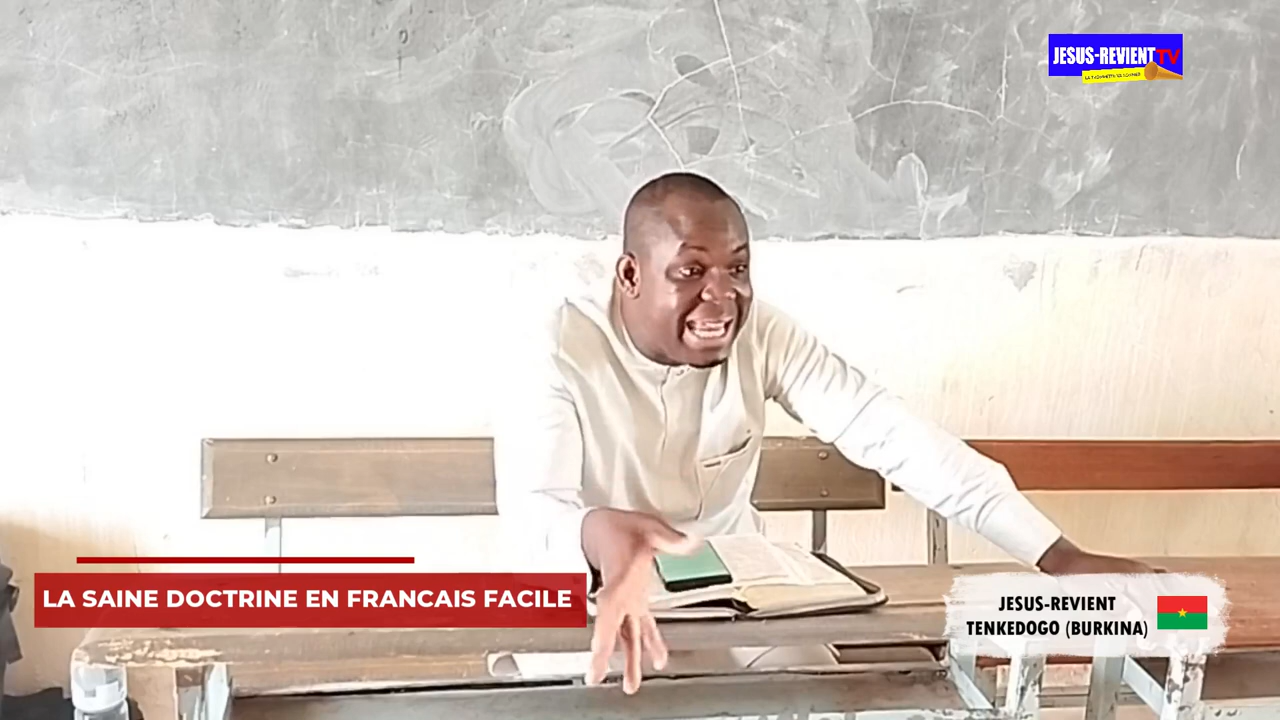 JESUS-REVIENT TV
LA SAINE DOCTRINE EN FRANCAIS FACILE
JESUS-REVIENT
TENKEDOGO (BURKINA)